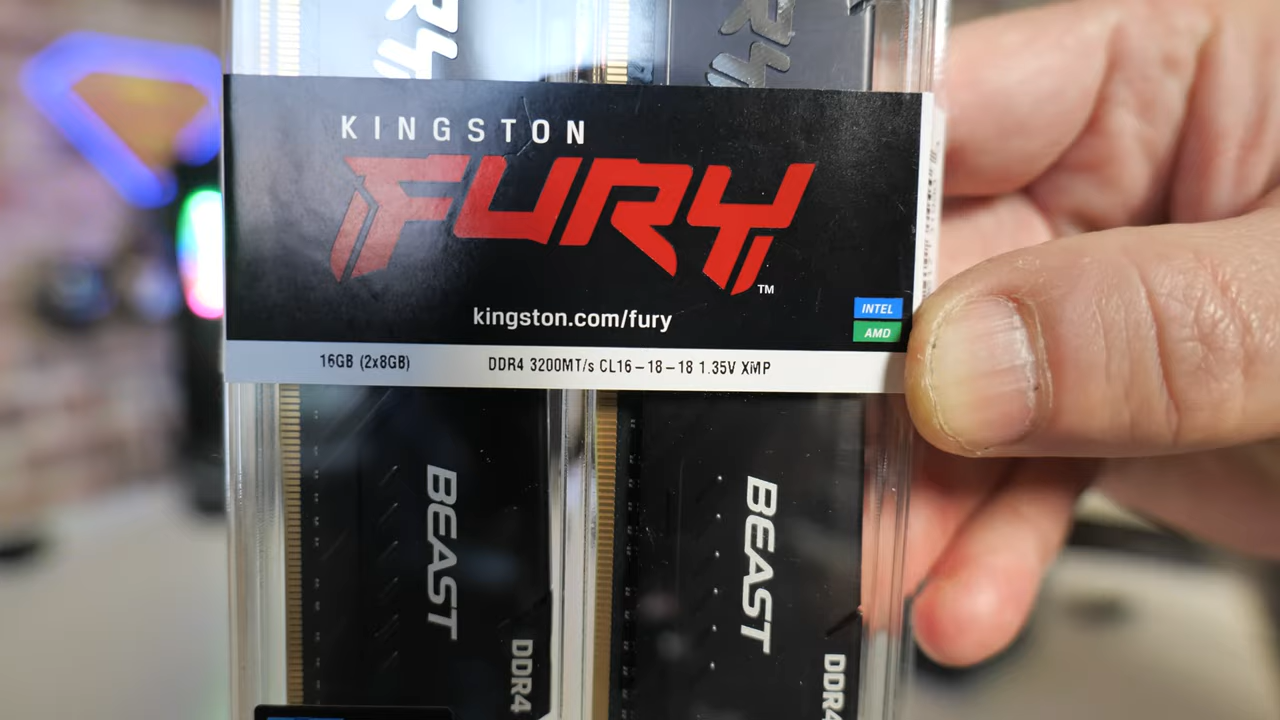 KINGSTON
FURY
TM
kingston.com/fury
INTEL
AMD
16GB (2x8GB) DDR4 3200MT/s CL16-18-18 1.35V XMP
BEAST
DDR4
BEAST
DDR4